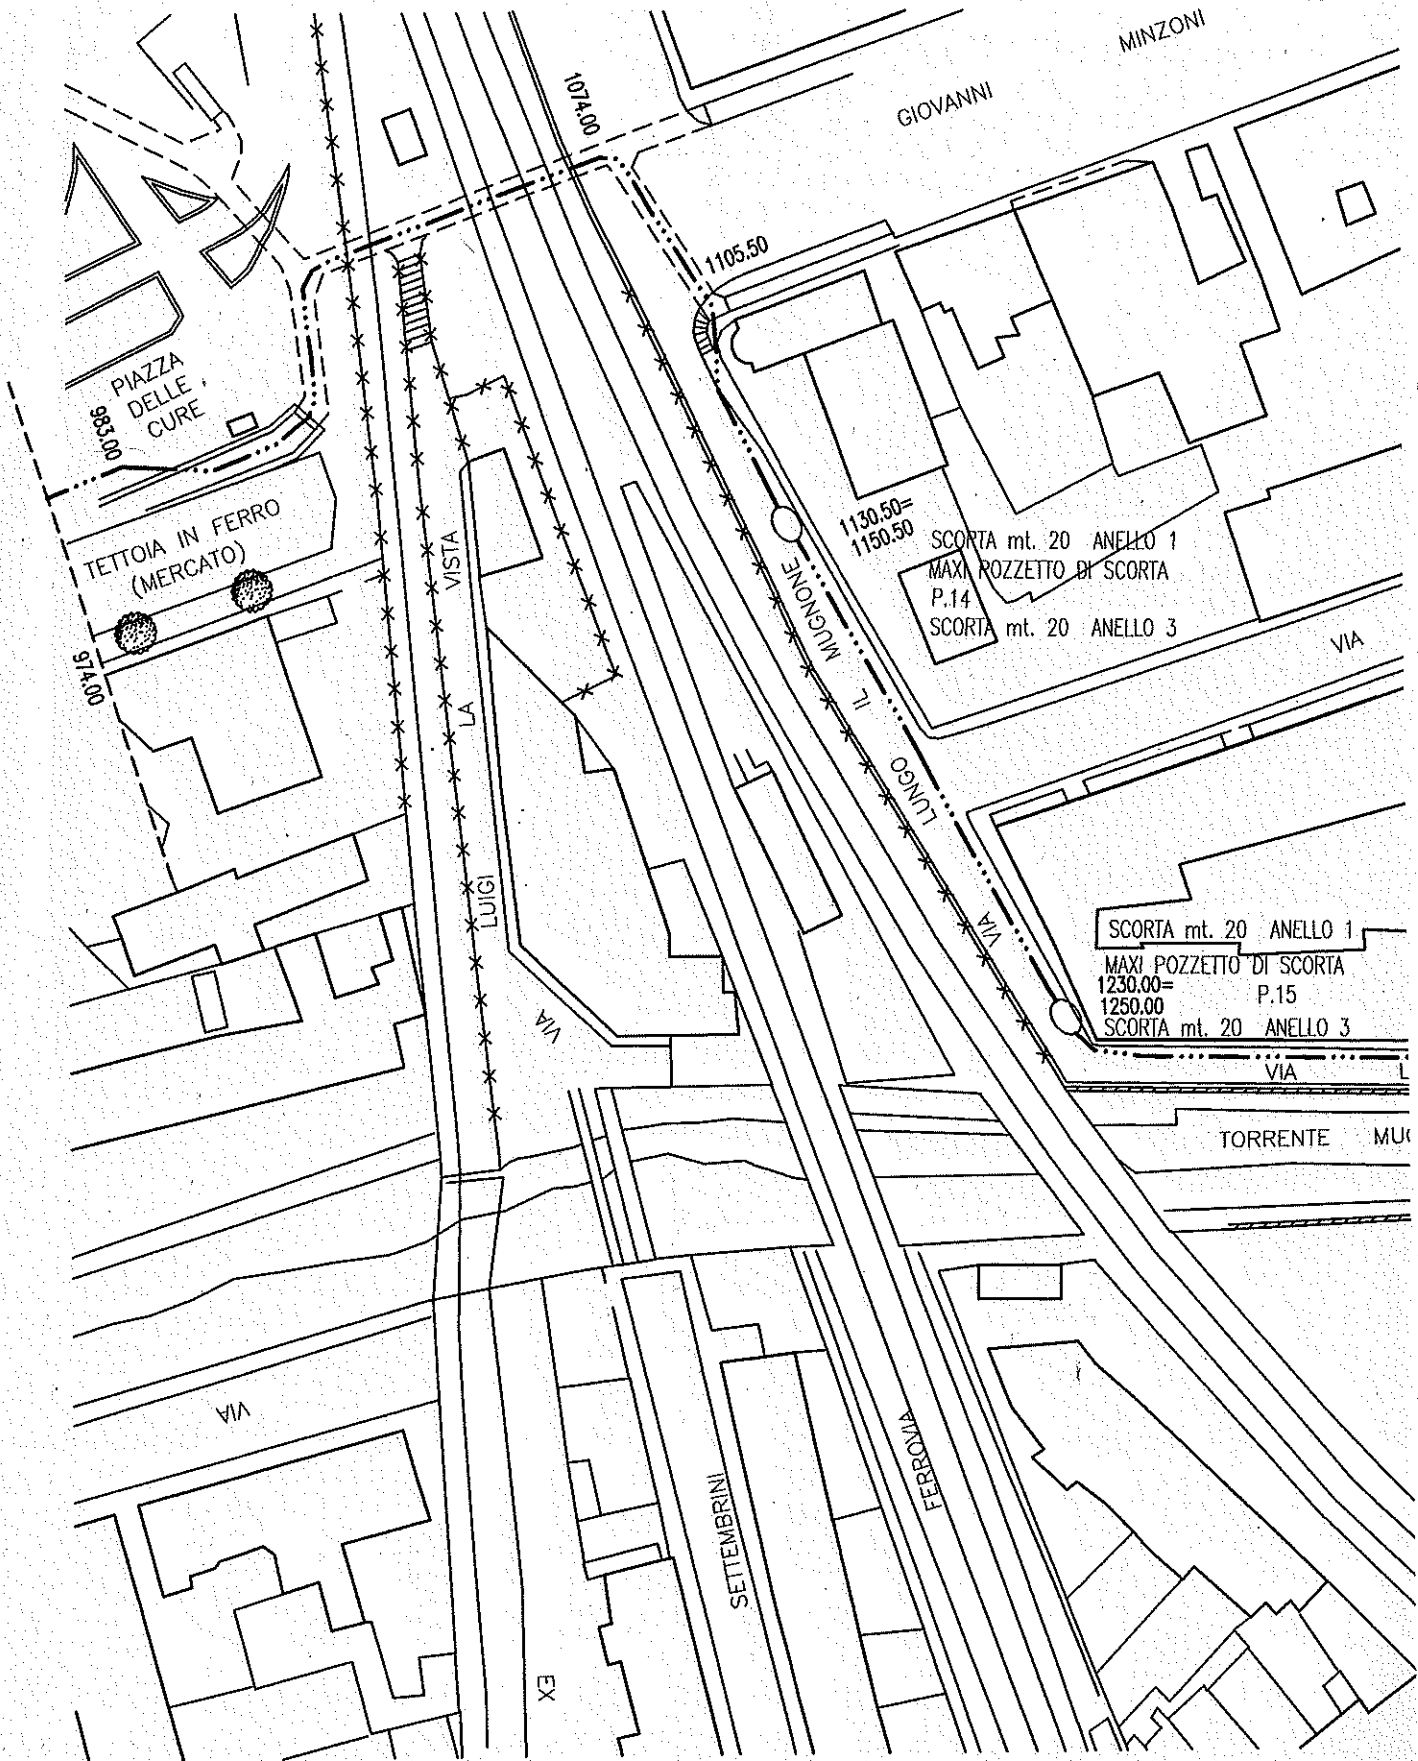 MINZONI
GIOVANNI
1074.00
1105.50
PIAZZA
DELLE
CURE
983.00
TETTOIA IN FERRO
(MERCATO)
974.00
VISTA
LA
LUIGI
VIA
1130.50=
1150.50
SCORTA mt. 20 ANELLO 1
MAXI POZZETTO DI SCORTA
P.14
SCORTA mt. 20 ANELLO 3
MUGNONE
IL
LUNGO
VIA
VIA
SCORTA mt. 20 ANELLO 1
MAXI POZZETTO DI SCORTA
1230.00=
P.15
1250.00
SCORTA mt. 20 ANELLO 3
VIA L
TORRENTE MUG
VIA
FERROVIA
SETTEMBRINI
EX